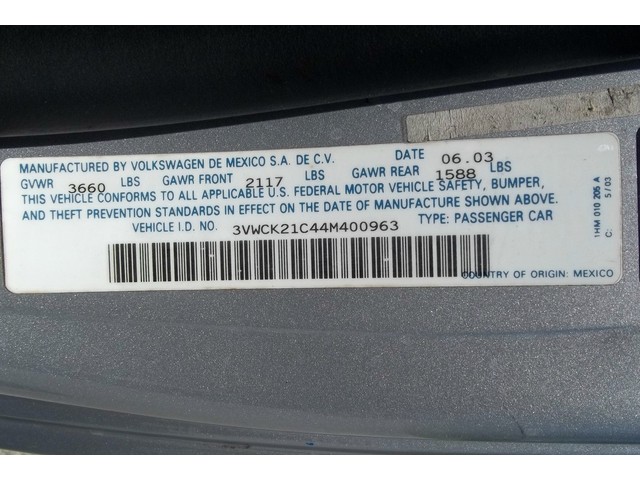 MANUFACTURED BY VOLKSWAGEN DE MEXICO S.A. DE C.V. DATE 06.03
GVWR 3660 LBS GAWR FRONT 2117 LBS GAWR REAR 1588 LBS
THIS VEHICLE CONFORMS TO ALL APPLICABLE U.S. FEDERAL MOTOR VEHICLE SAFETY, BUMPER,
AND THEFT PREVENTION STANDARDS IN EFFECT ON THE DATE OF MANUFACTURE SHOWN ABOVE.
VEHICLE I.D. NO. 3VWCK21C44M400963 TYPE: PASSENGER CAR
COUNTRY OF ORIGIN: MEXICO
1HM 010 205 A
C: 5/03